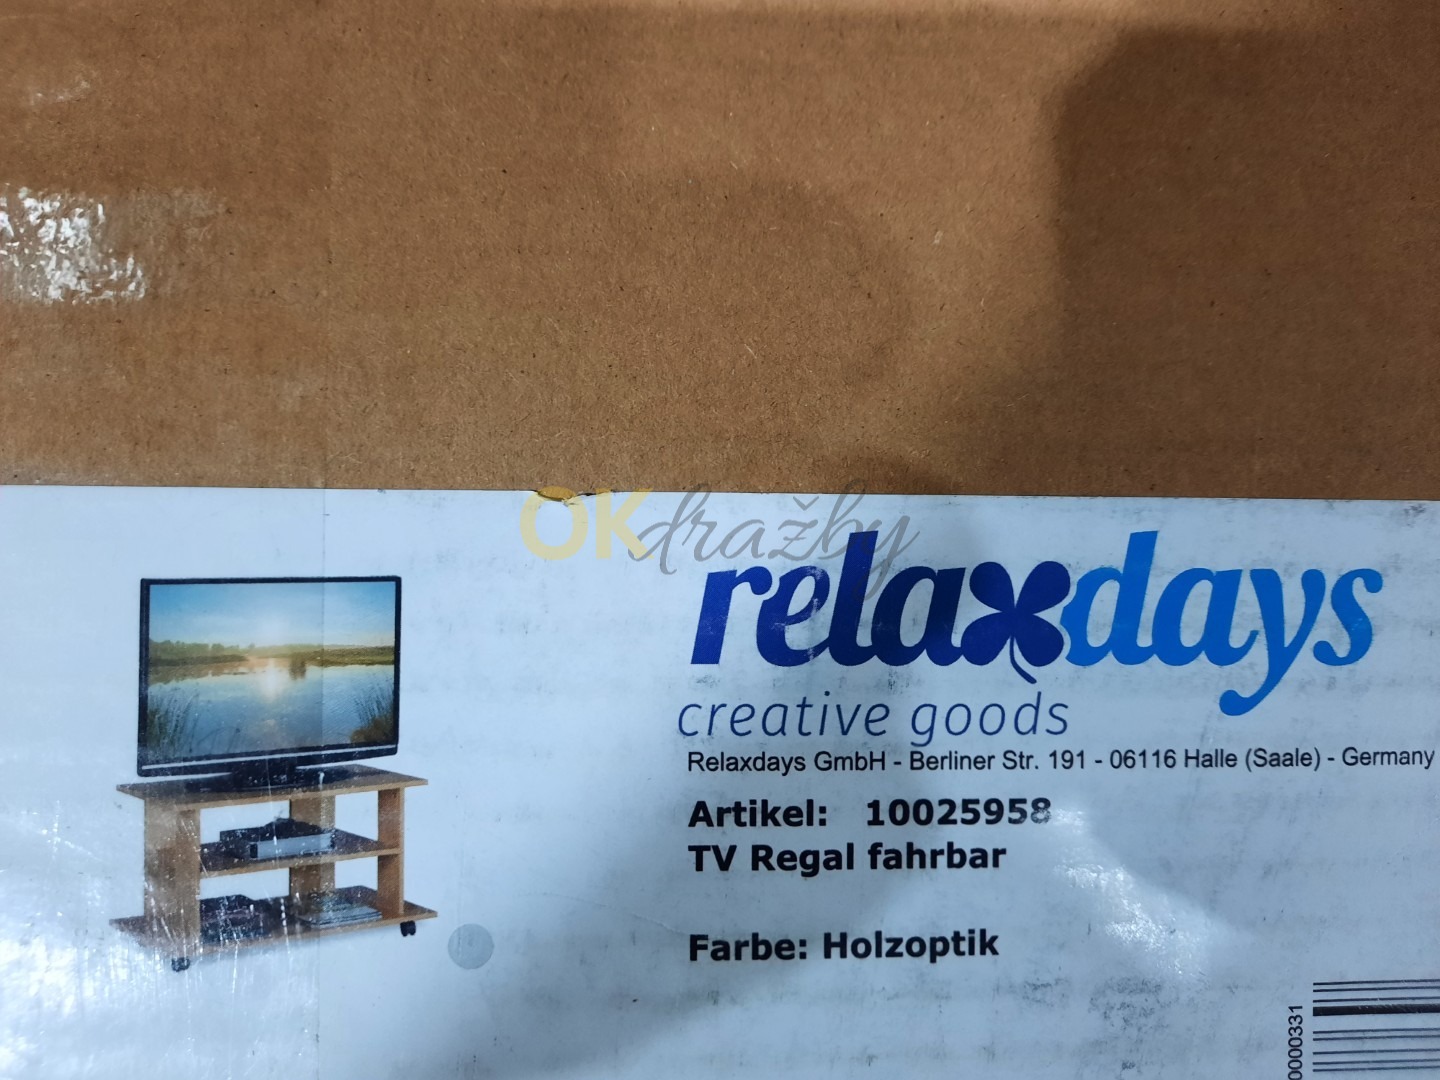 OKdražby
relaxdays
creative goods
Relaxdays GmbH - Berliner Str. 191 - 06116 Halle (Saale) - Germany
Artikel: 10025958
TV Regal fahrbar
Farbe: Holzoptik
0000331